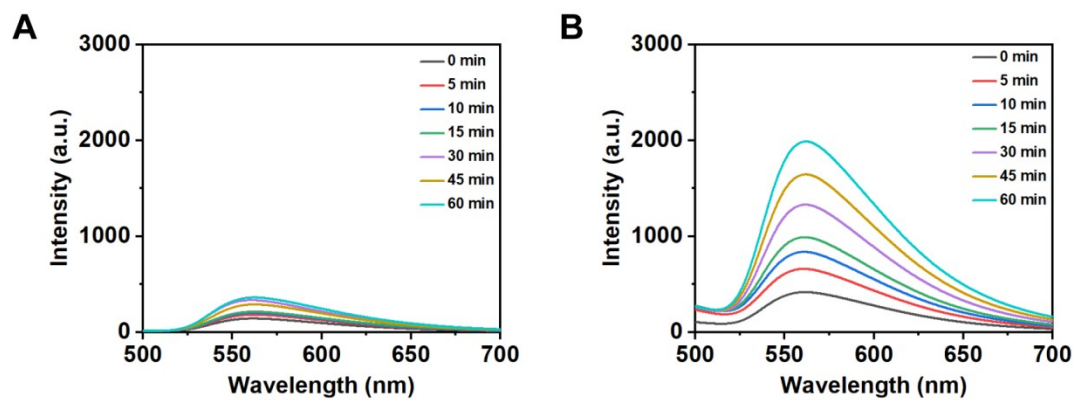 A
3000
2000
1000
0
Intensity (a.u.)
0 min
5 min
10 min
15 min
30 min
45 min
60 min
500 550 600 650 700
Wavelength (nm)
B
3000
2000
1000
0
Intensity (a.u.)
0 min
5 min
10 min
15 min
30 min
45 min
60 min
500 550 600 650 700
Wavelength (nm)